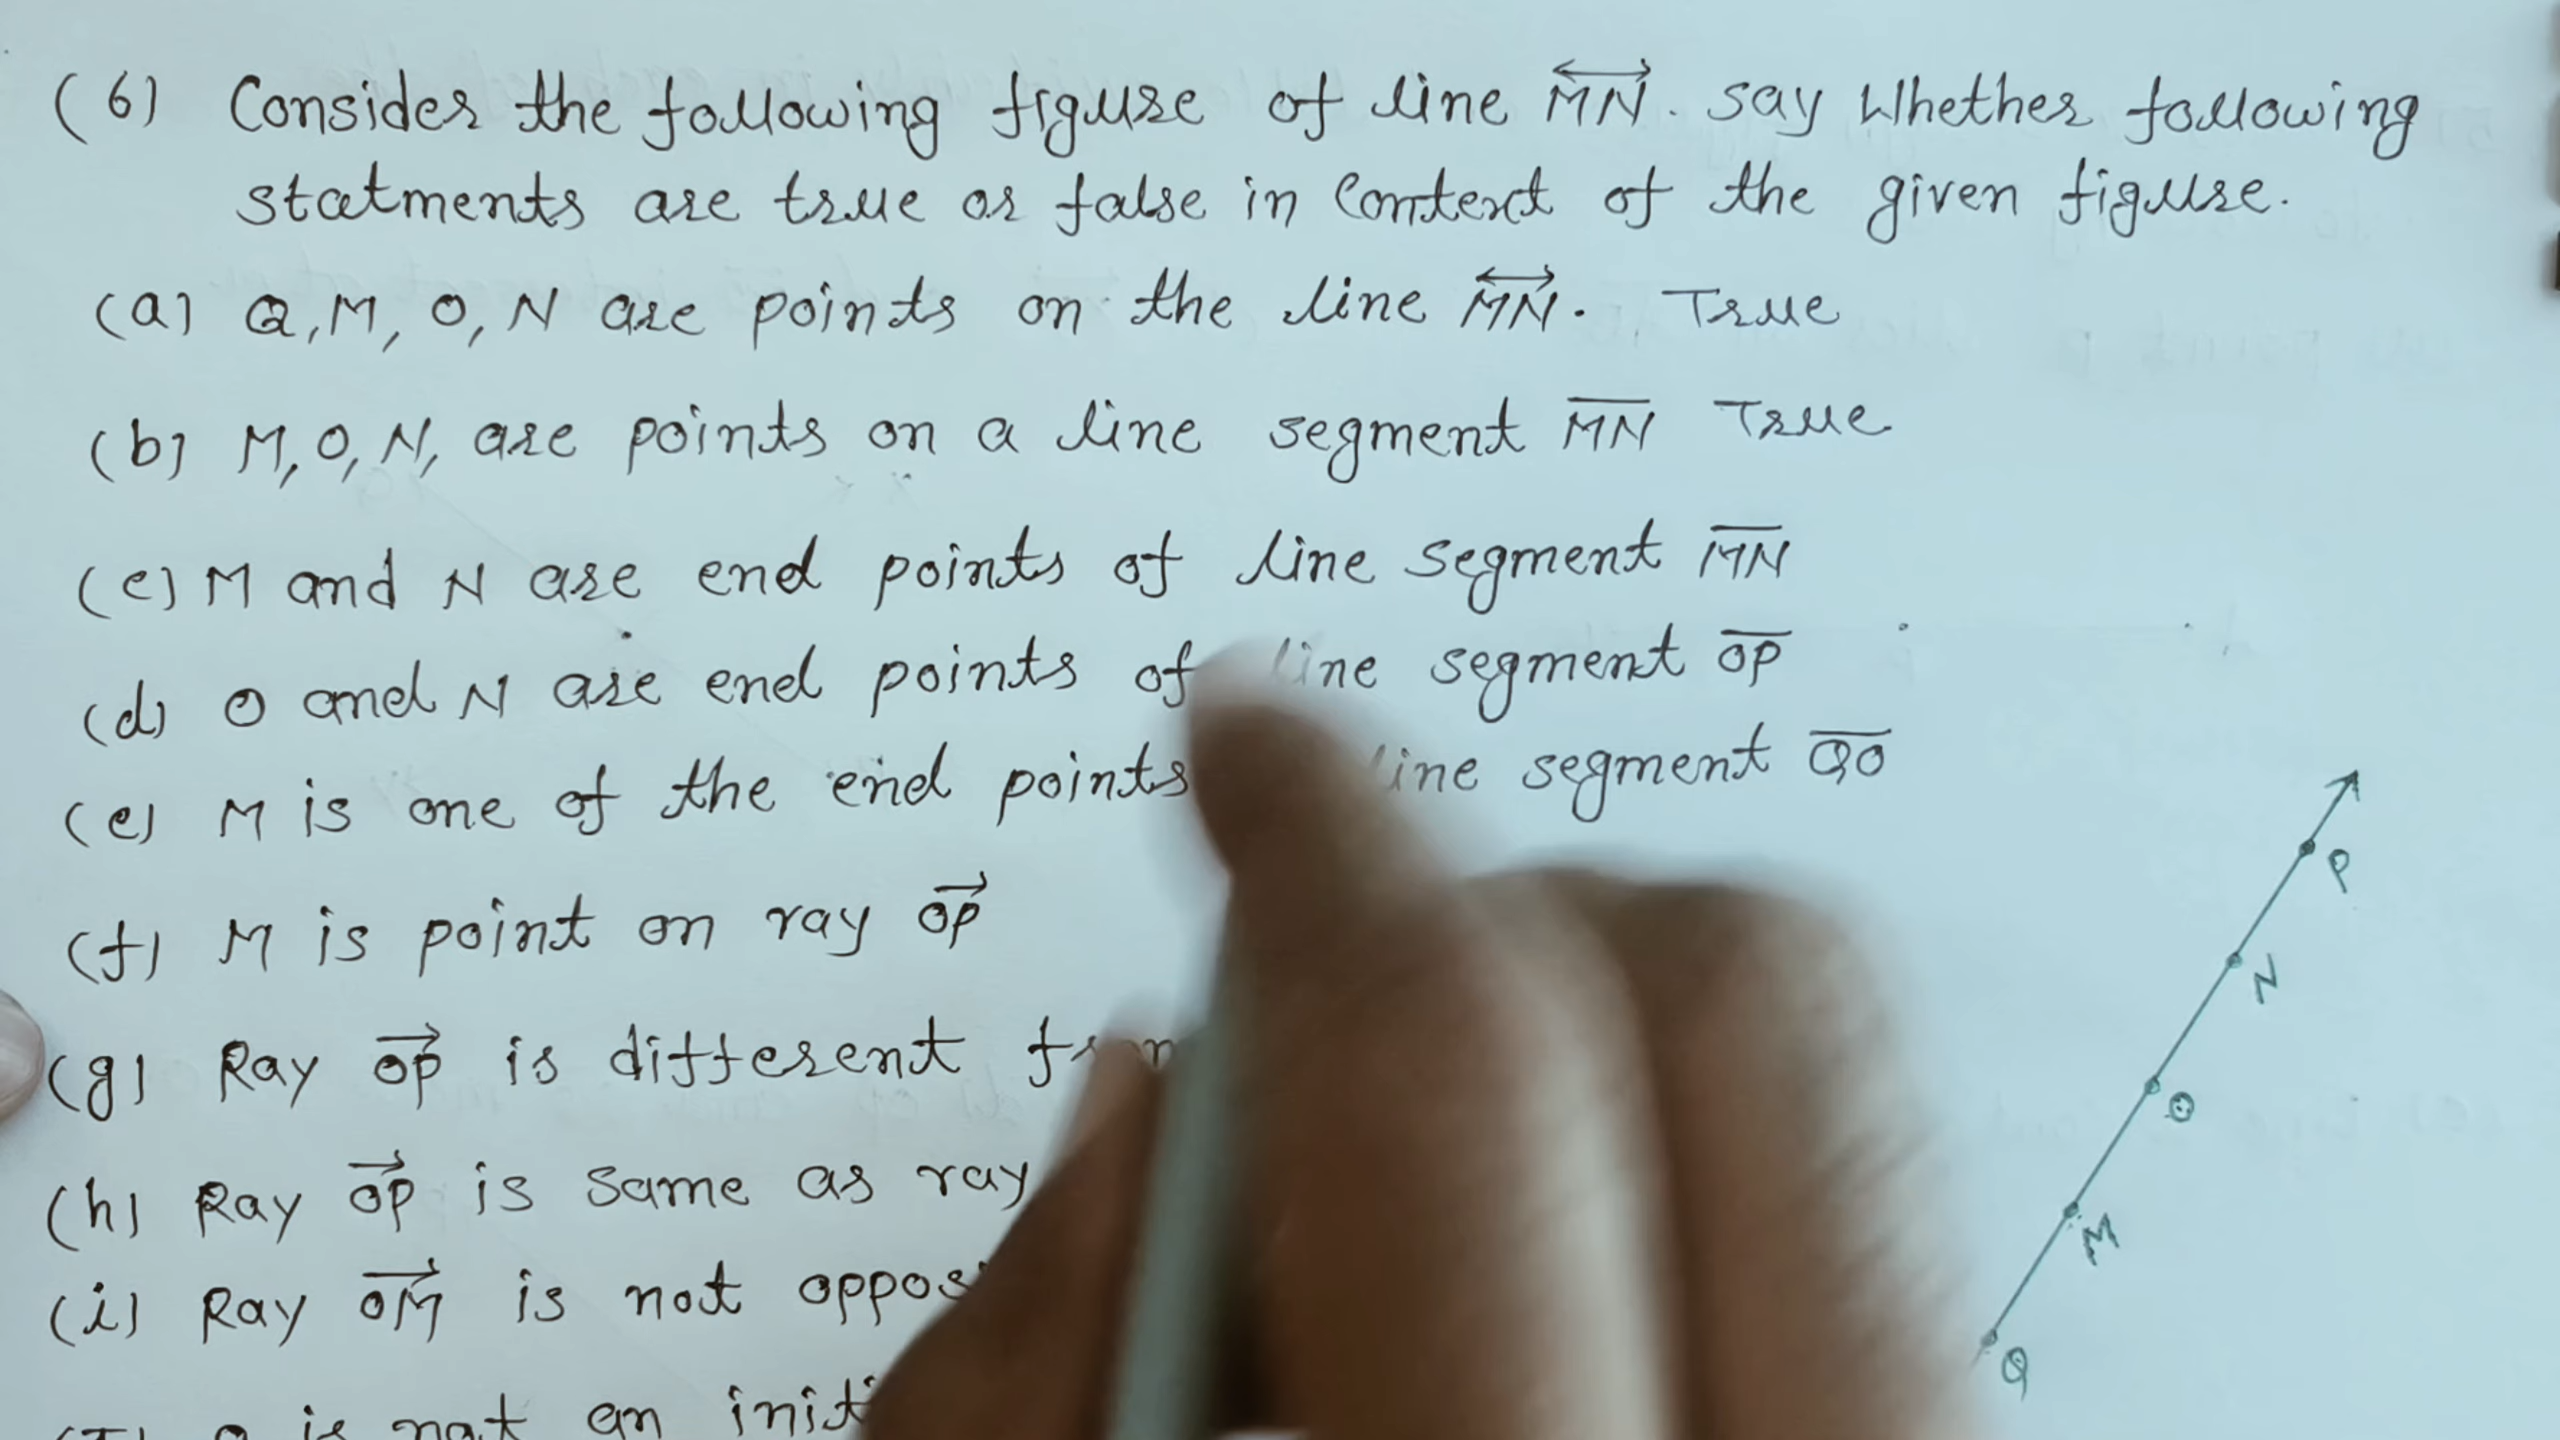 (6) Consider the following figure of line MN. say Whether following
statments are true or false in Context of the given figure.
(a) Q, M, O, N are points on the line MN. True
(b) M, O, N, are points on a line segment MN True
(c) M and N are end points of line segment MN
(d) O and N are end points of line segment OP
(e) M is one of the end points line segment QO
(f) M is point on ray OP
(g) Ray OP is different
(h) Ray OP is same as ray
(i) Ray OM is not
is not an
P
N
O
M
Q